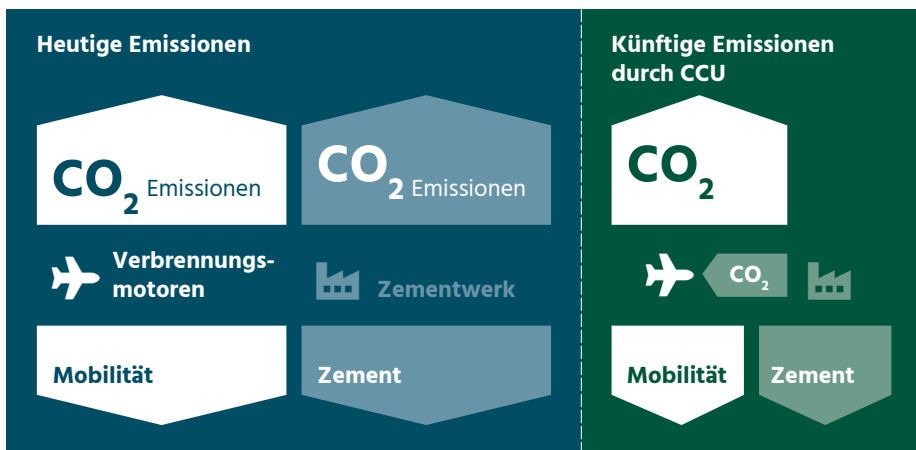 Heutige Emissionen
CO₂ Emissionen
CO₂ Emissionen
Verbrennungs-
motoren
Zementwerk
Mobilität
Zement
Künftige Emissionen
durch CCU
CO₂
CO₂
Mobilität
Zement